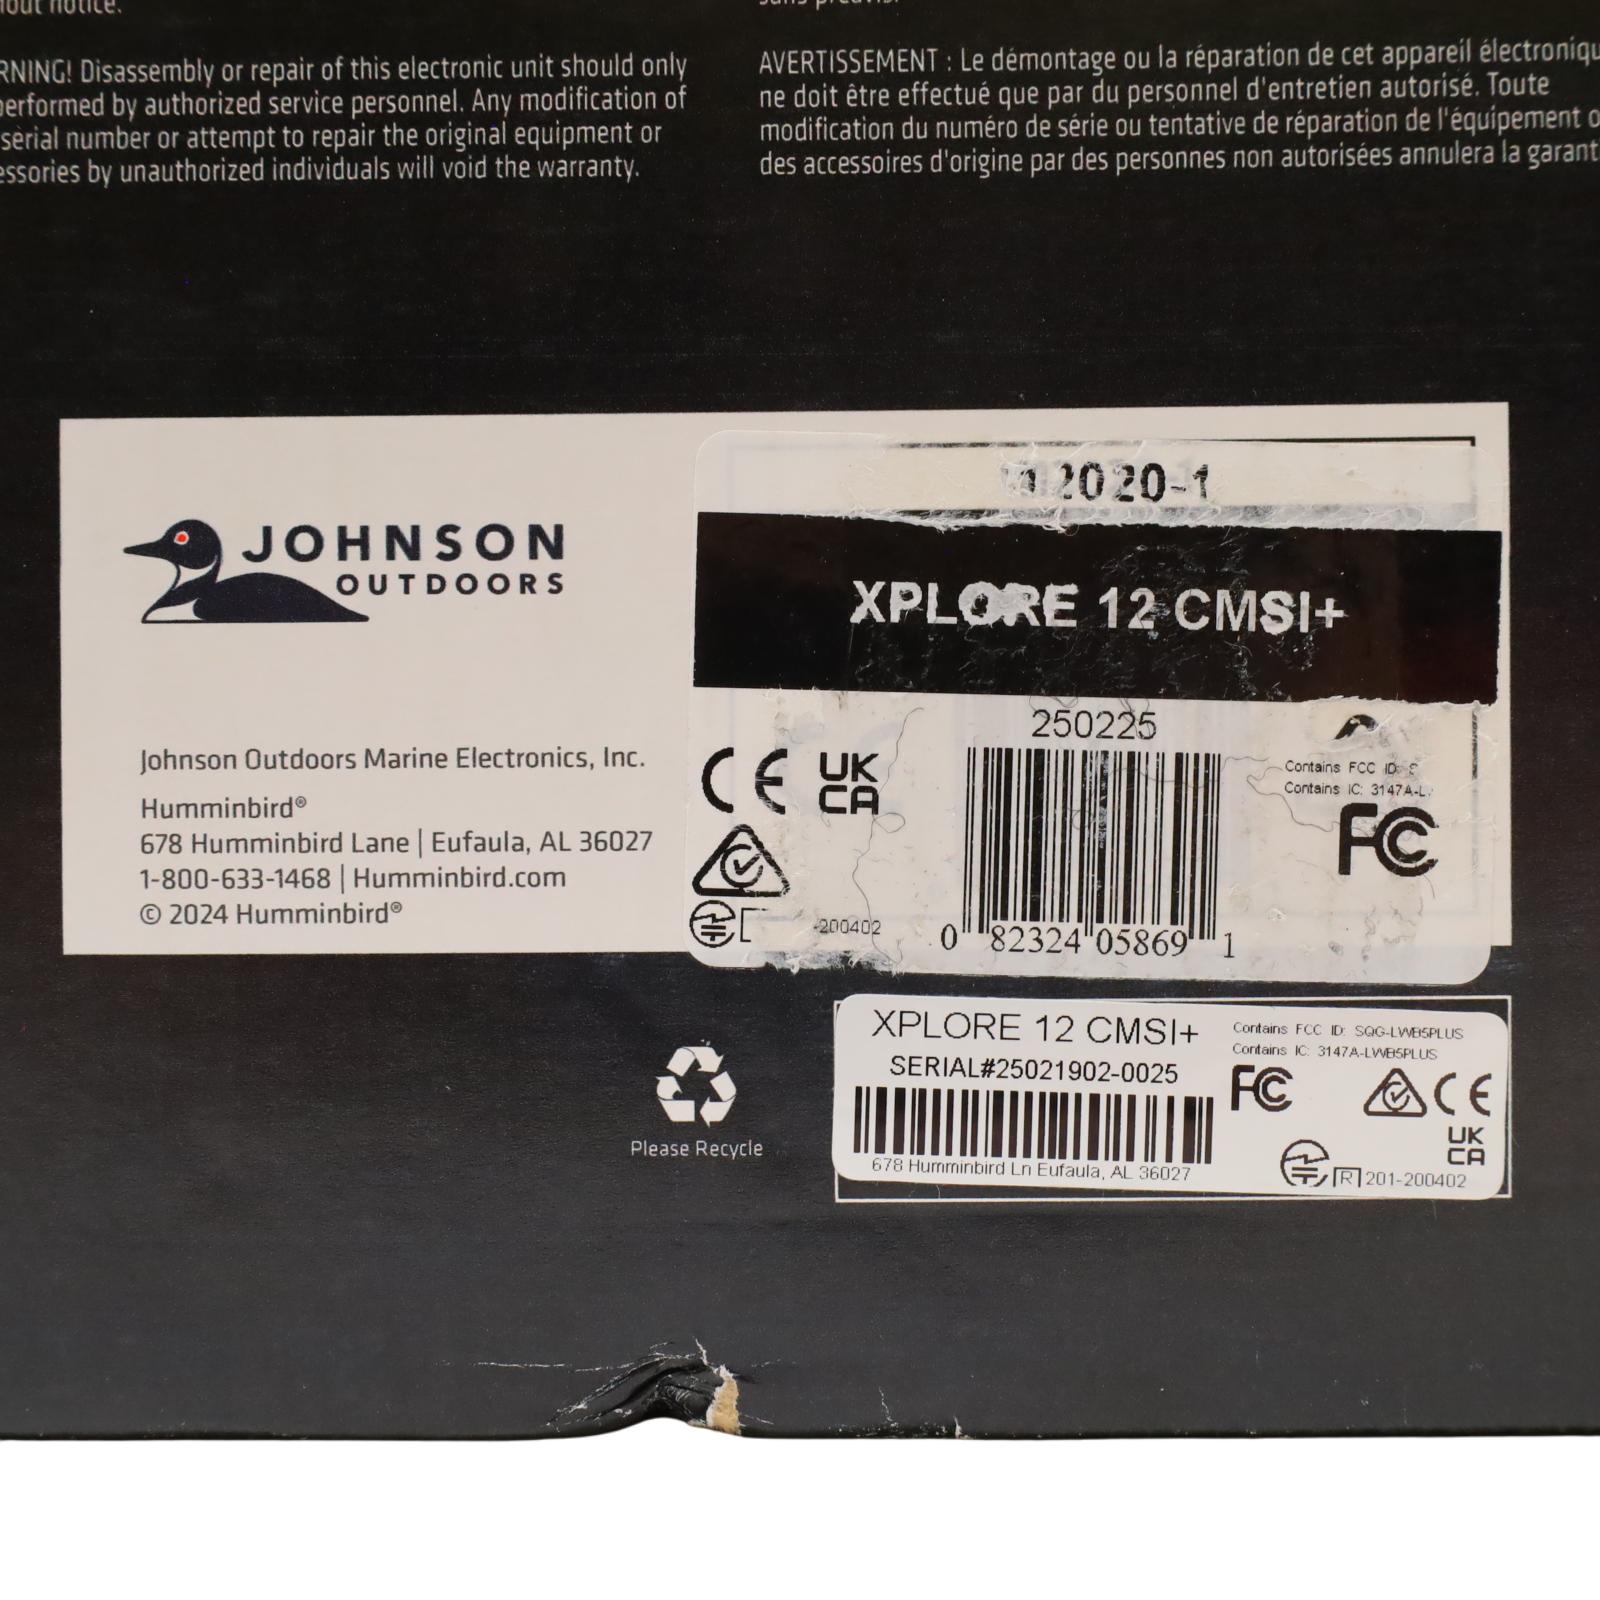 out notice.
RNING! Disassembly or repair of this electronic unit should only
performed by authorized service personnel. Any modification of
serial number or attempt to repair the original equipment or
essories by unauthorized individuals will void the warranty.
sans préavis.
AVERTISSEMENT : Le démontage ou la réparation de cet appareil électroniqu
ne doit être effectué que par du personnel d'entretien autorisé. Toute
modification du numéro de série ou tentative de réparation de l'équipement o
des accessoires d'origine par des personnes non autorisées annulera la garant
JOHNSON
OUTDOORS
Johnson Outdoors Marine Electronics, Inc.
Humminbird®
678 Humminbird Lane | Eufaula, AL 36027
1-800-633-1468 | Humminbird.com
© 2024 Humminbird®
12020-1
XPLORE 12 CMSI+
250225
CE
UK
CA
Contains FCC ID: S
Contains IC: 3147A-L
FC
-200402
0 82324 05869 1
Please Recycle
XPLORE 12 CMSI+
SERIAL#25021902-0025
678 Humminbird Ln Eufaula, AL 36027
Contains FCC ID: SQG-LWB5PLUS
Contains IC: 3147A-LWB5PLUS
FC
CE
UK
CA
R 201-200402